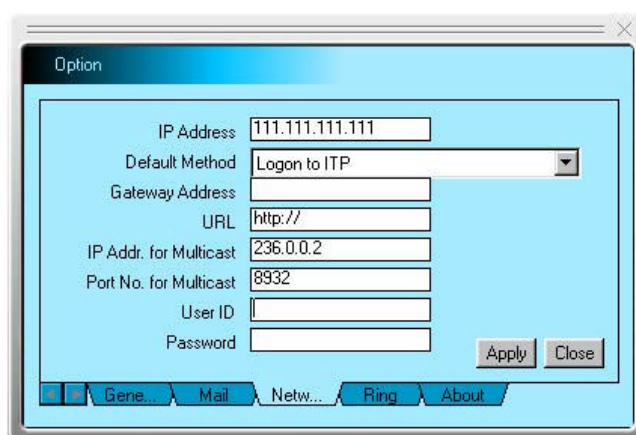 Option
IP Address 111.111.111.111
Default Method Logon to ITP
Gateway Address
URL http://
IP Addr. for Multicast 236.0.0.2
Port No. for Multicast 8932
User ID
Password
Apply Close
Gene... Mail Netw... Ring About